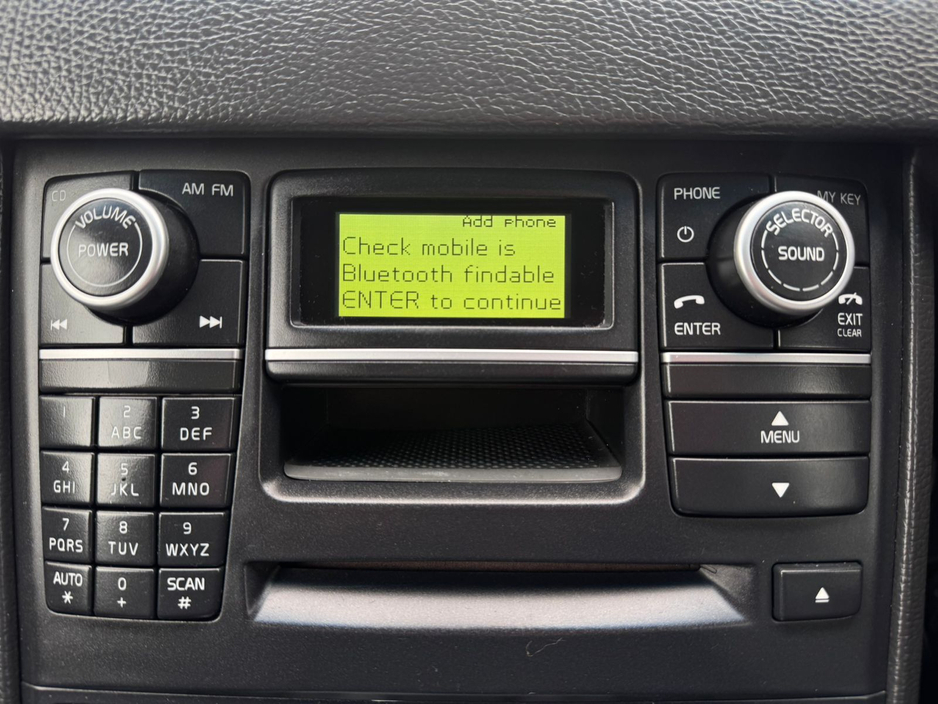 CD
AM FM
VOLUME
POWER
Add phone
Check mobile is
Bluetooth findable
ENTER to continue
PHONE
MY KEY
SELECTOR
SOUND
ENTER
EXIT
CLEAR
MENU
1
2
ABC
3
DEF
4
GHI
5
JKL
6
MNO
7
PQRS
8
TUV
9
WXYZ
AUTO
*
0
+
SCAN
#